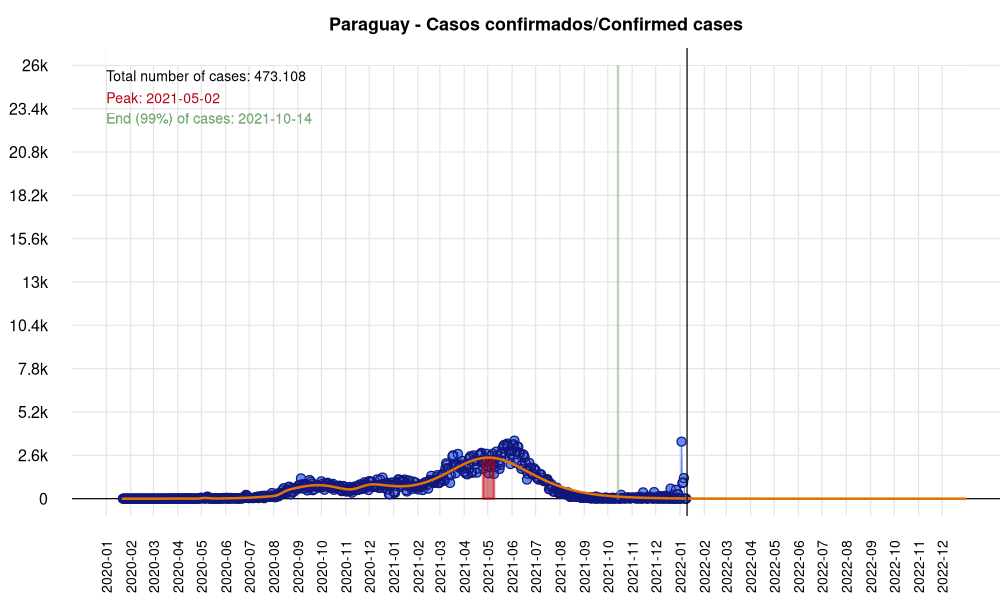 Paraguay - Casos confirmados/Confirmed cases
Total number of cases: 473.108
Peak: 2021-05-02
End (99%) of cases: 2021-10-14
26k
23.4k
20.8k
18.2k
15.6k
13k
10.4k
7.8k
5.2k
2.6k
0
2020-01
2020-02
2020-03
2020-04
2020-05
2020-06
2020-07
2020-08
2020-09
2020-10
2020-11
2020-12
2021-01
2021-02
2021-03
2021-04
2021-05
2021-06
2021-07
2021-08
2021-09
2021-10
2021-11
2021-12
2022-01
2022-02
2022-03
2022-04
2022-05
2022-06
2022-07
2022-08
2022-09
2022-10
2022-11
2022-12